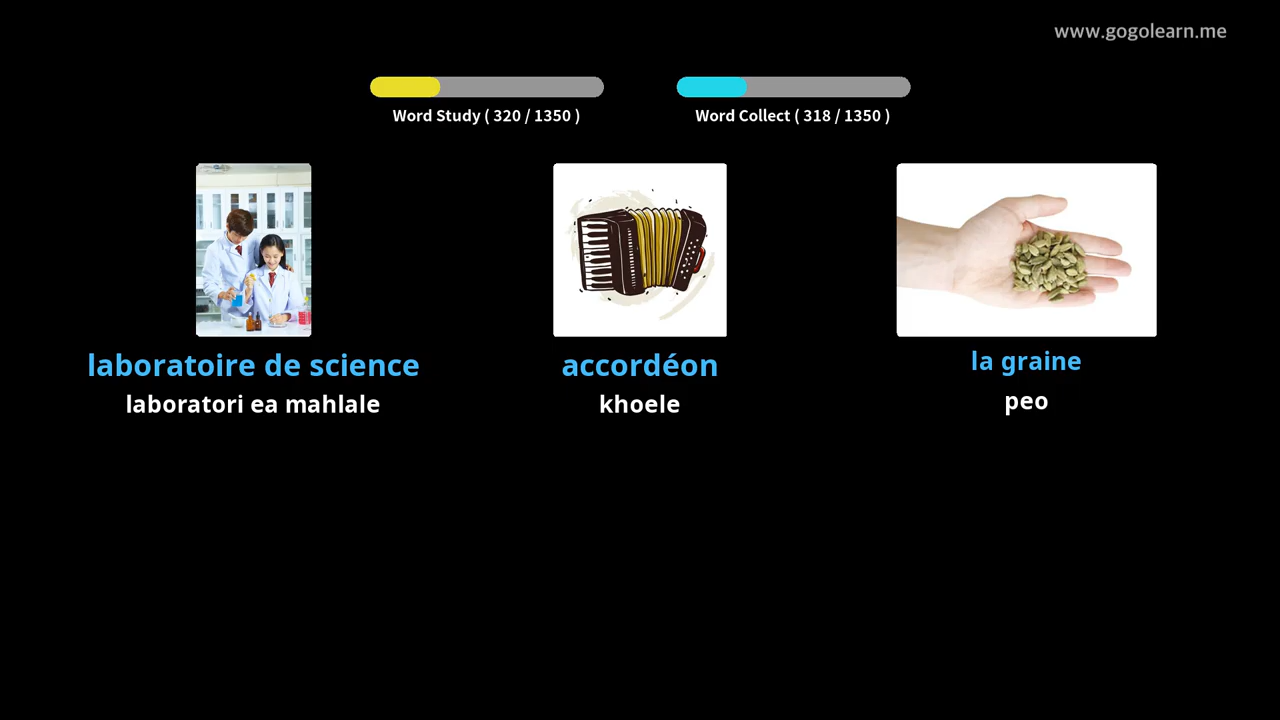 www.gogolearn.me
Word Study ( 320 / 1350 )
Word Collect ( 318 / 1350 )
laboratoire de science
laboratori ea mahlale
accordéon
khoele
la graine
peo